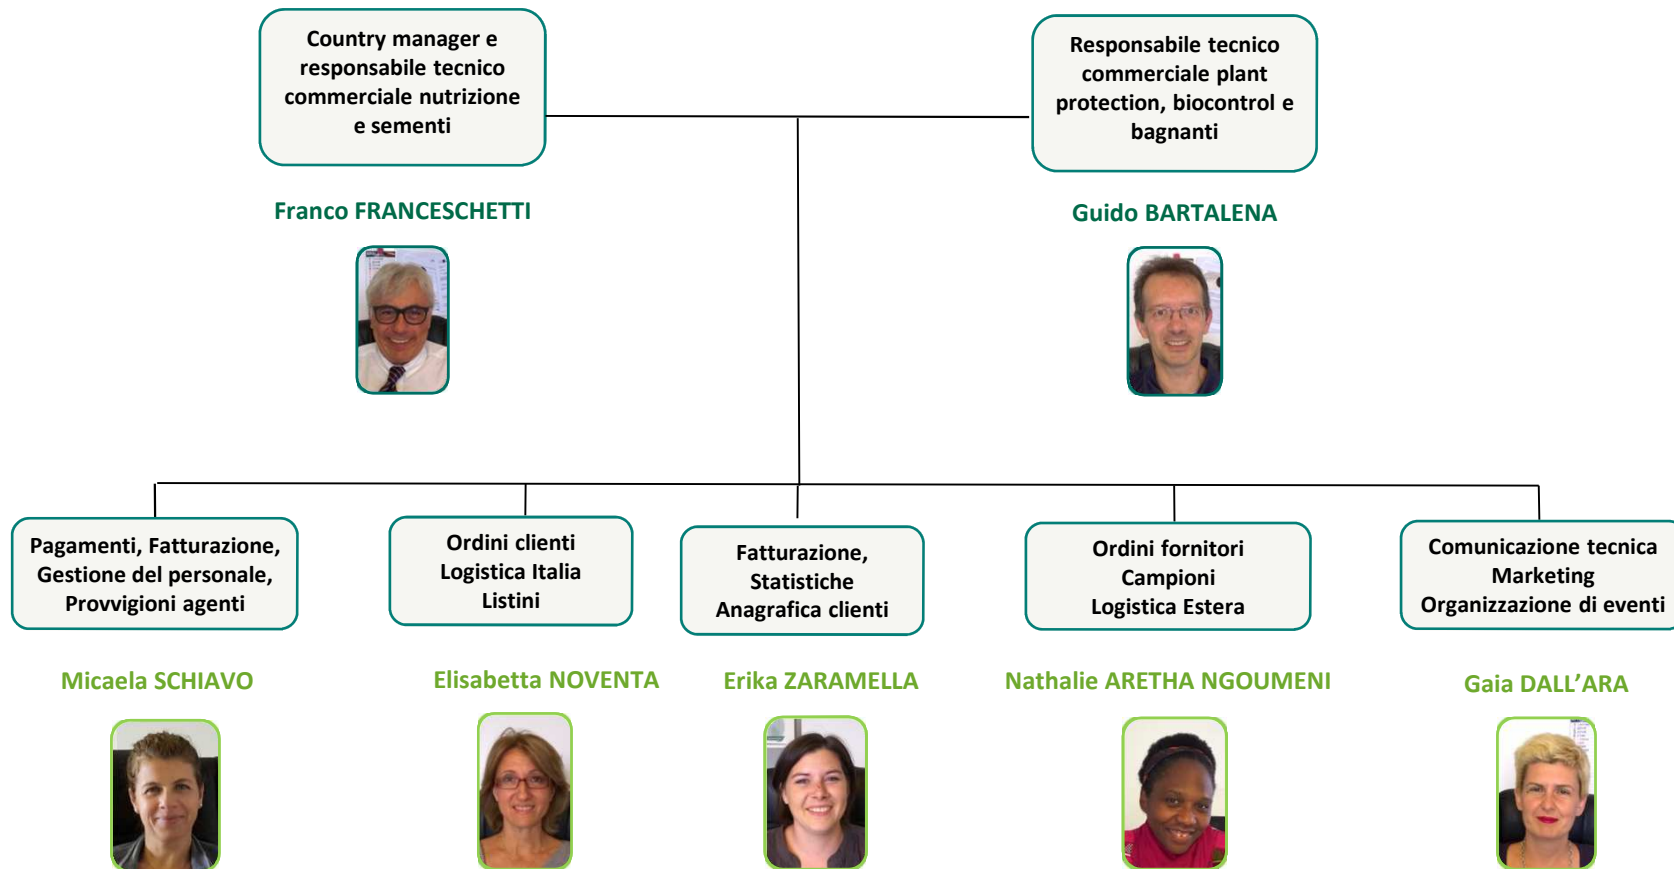 Country manager e
responsabile tecnico
commerciale nutrizione
e sementi
Responsabile tecnico
commerciale plant
protection, biocontrol e
bagnanti
Franco FRANCESCHETTI
Guido BARTALENA
Pagamenti, Fatturazione,
Gestione del personale,
Provvigioni agenti
Ordini clienti
Logistica Italia
Listini
Fatturazione,
Statistiche
Anagrafica clienti
Ordini fornitori
Campioni
Logistica Estera
Comunicazione tecnica
Marketing
Organizzazione di eventi
Micaela SCHIAVO
Elisabetta NOVENTA
Erika ZARAMELLA
Nathalie ARETHA NGOUMENI
Gaia DALL’ARA